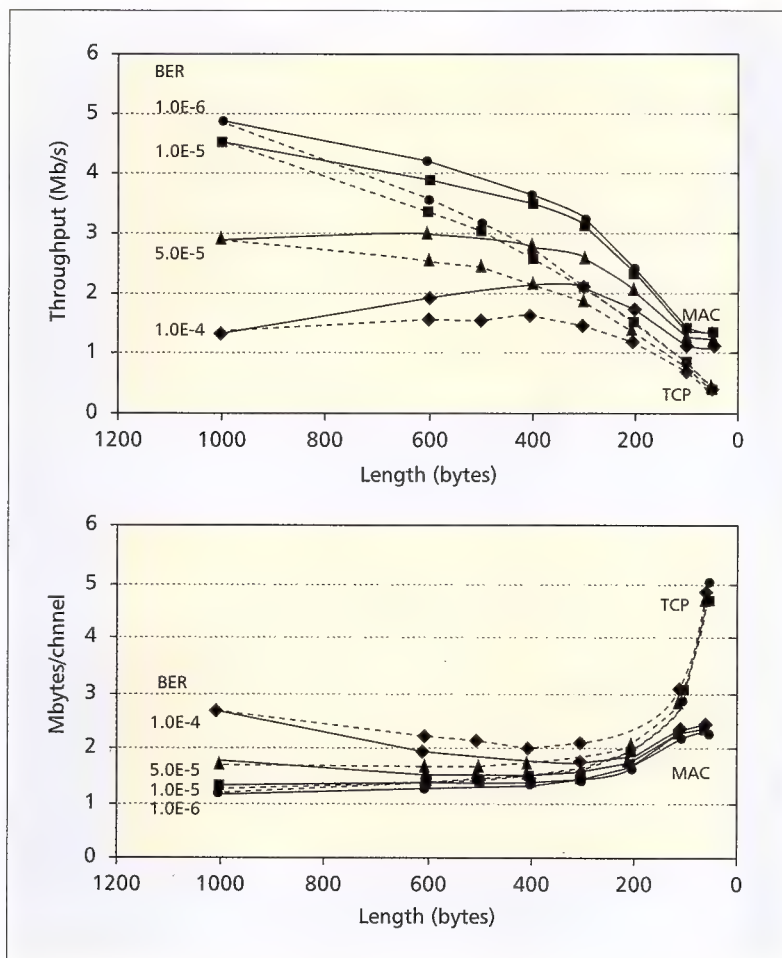 6
BER
5
1.0E-6
1.0E-5
4
Throughput (Mb/s)
3
5.0E-5
2
MAC
1.0E-4
1
TCP
0
1200 1000 800 600 400 200 0
Length (bytes)
6
5
TCP
4
Mbytes/chnnel
3
BER
1.0E-4
2
5.0E-5
MAC
1.0E-5
1
1.0E-6
0
1200 1000 800 600 400 200 0
Length (bytes)